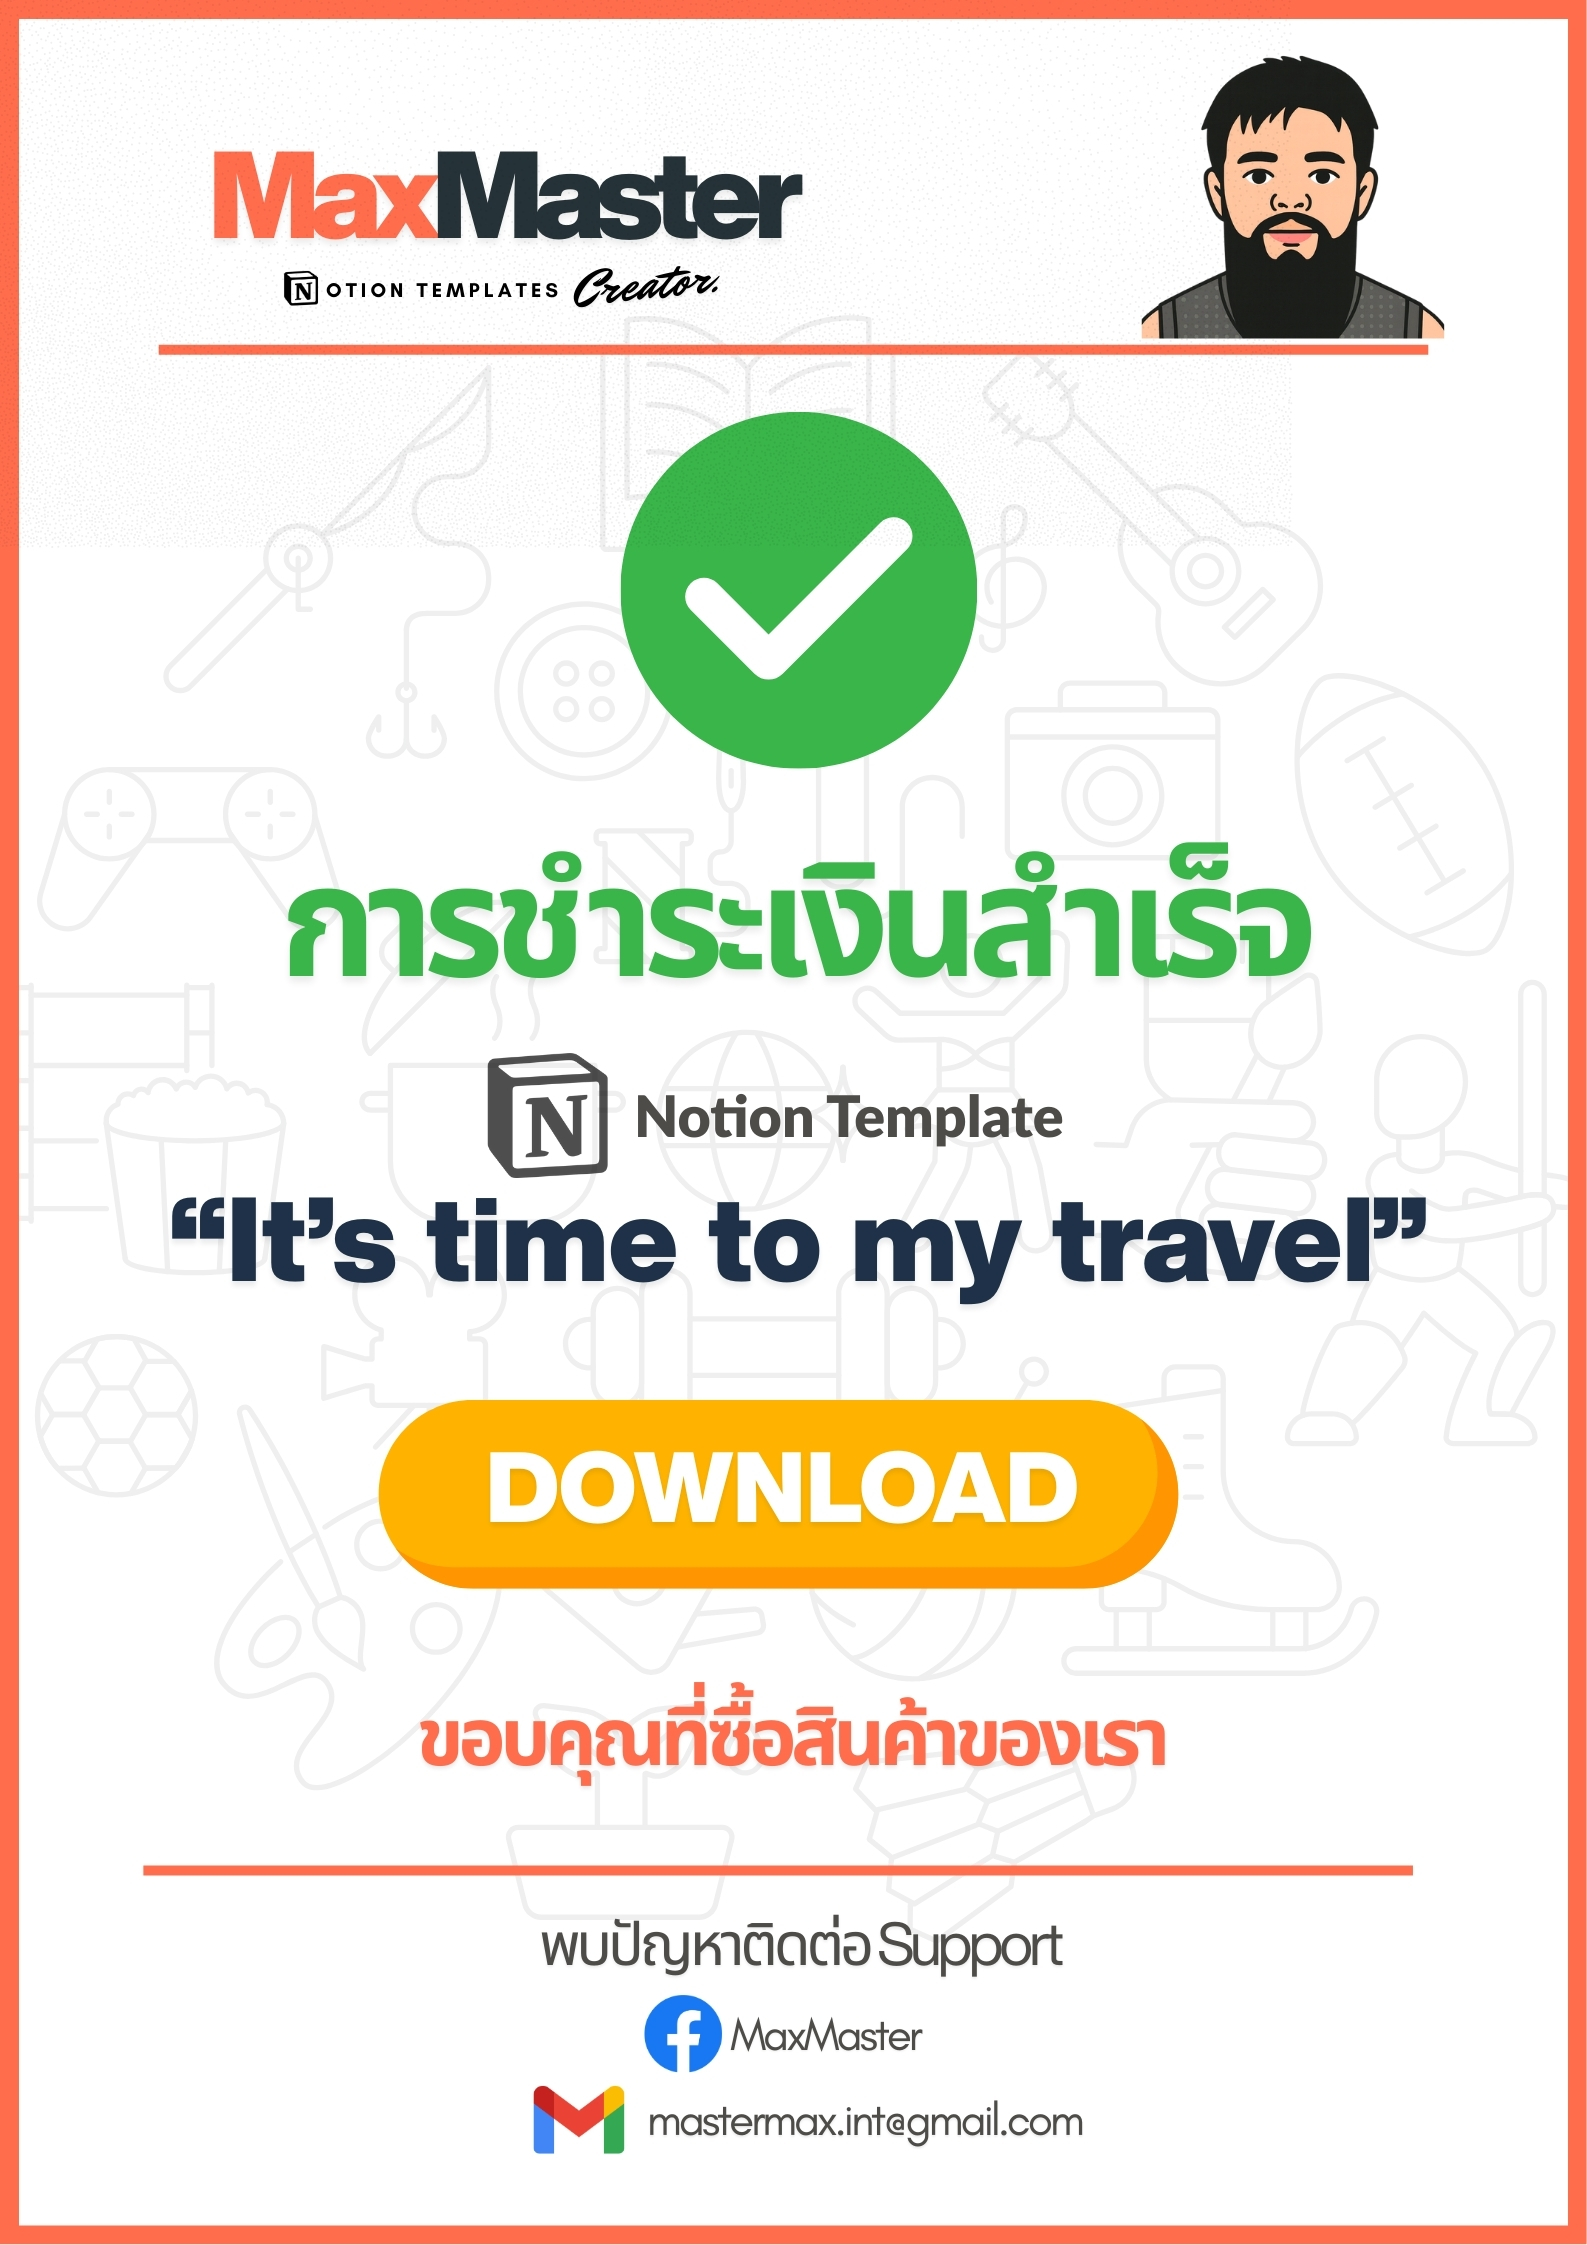 MaxMaster
NOTION TEMPLATES Creator.
การชำระเงินสำเร็จ
N Notion Template
“It’s time to my travel”
DOWNLOAD
ขอบคุณที่ซื้อสินค้าของเรา
พบปัญหาติดต่อ Support
MaxMaster
mastermax.int@gmail.com